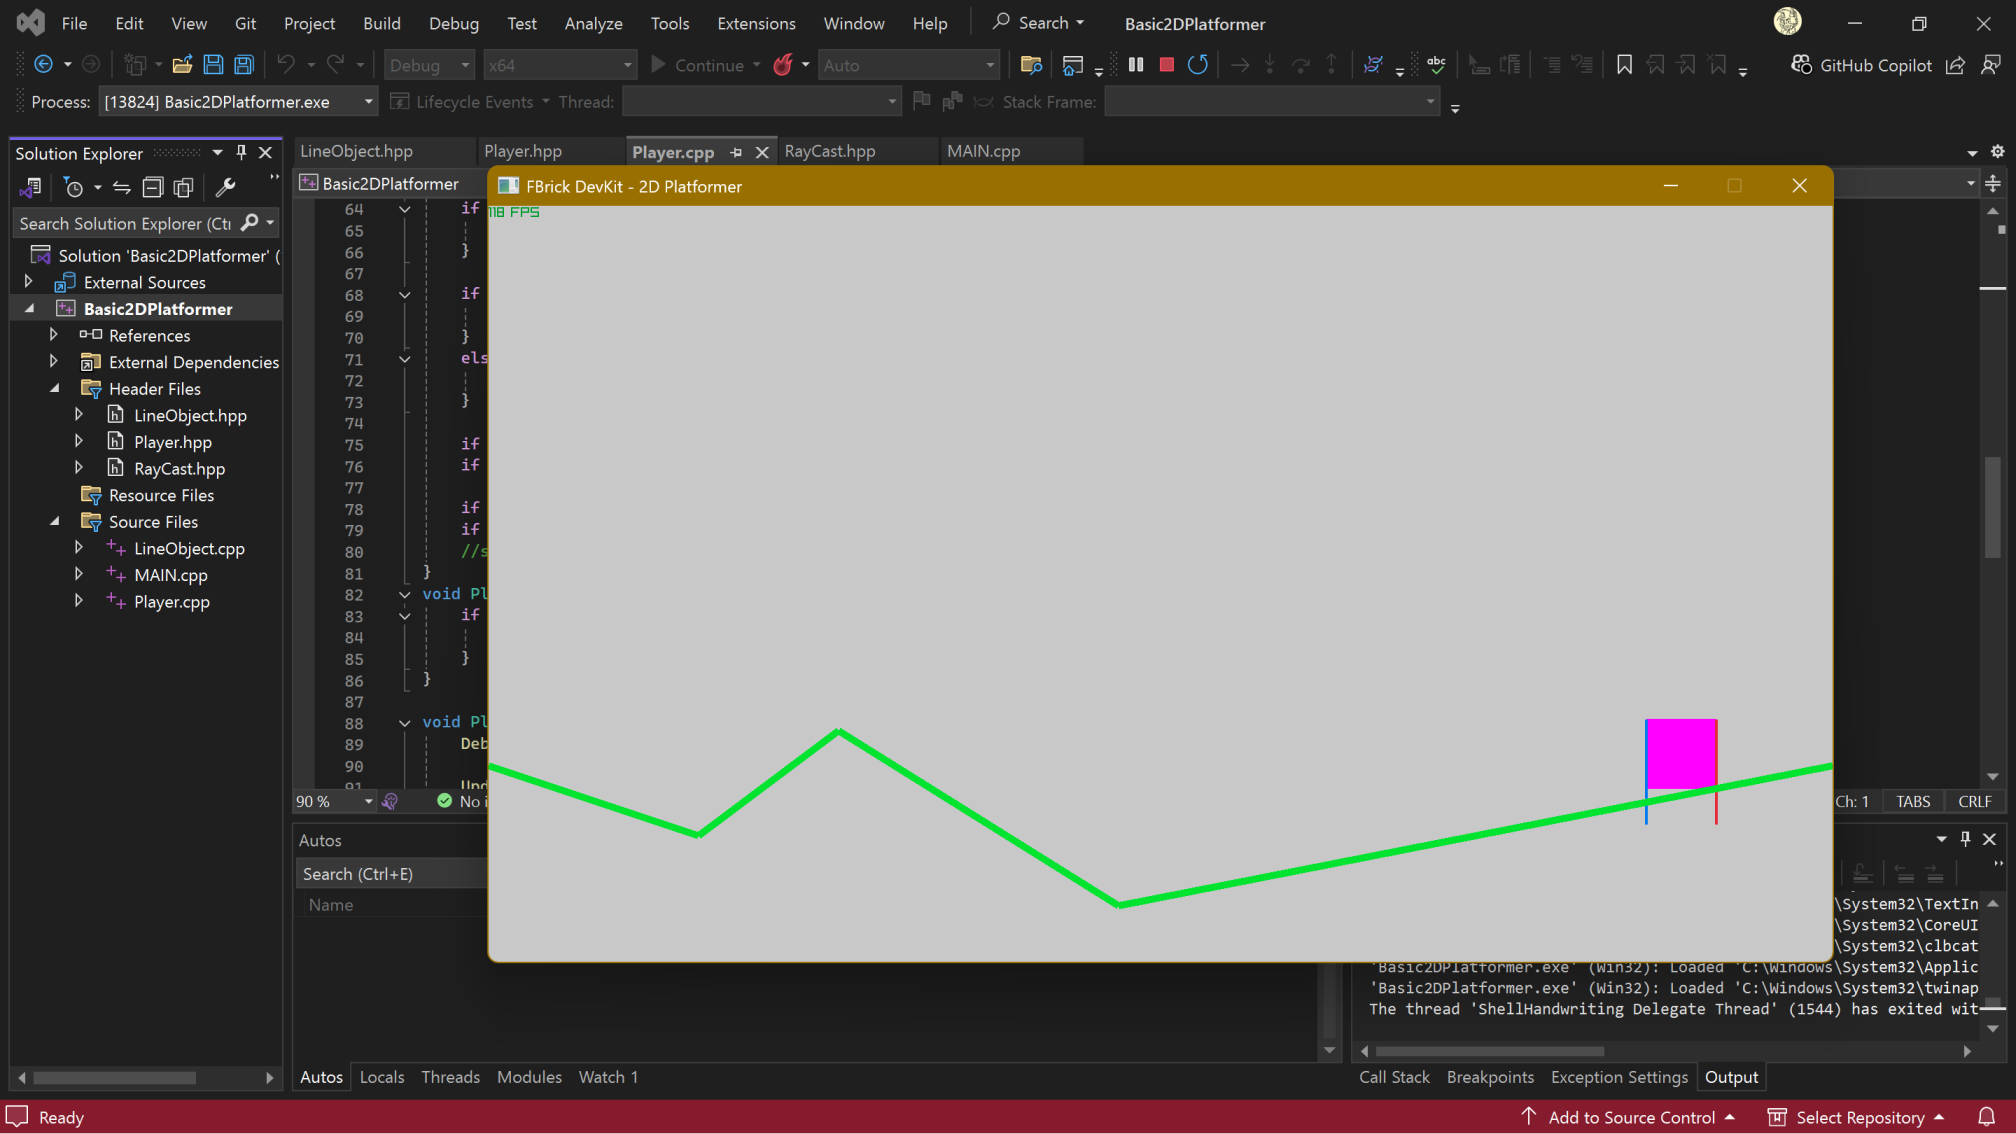 File Edit View Git Project Build Debug Test Analyze Tools Extensions Window Help Search Basic2DPlatformer
Debug x64 Continue Auto abc GitHub Copilot
Process: [13824] Basic2DPlatformer.exe Lifecycle Events Thread: Stack Frame:
Solution Explorer
Search Solution Explorer (Ctrl
Solution 'Basic2DPlatformer' (
External Sources
Basic2DPlatformer
References
External Dependencies
Header Files
LineObject.hpp
Player.hpp
RayCast.hpp
Resource Files
Source Files
LineObject.cpp
MAIN.cpp
Player.cpp
LineObject.hpp Player.hpp Player.cpp RayCast.hpp MAIN.cpp
Basic2DPlatformer
64 if
65
66 }
67
68 if
69
70 }
71 els
72
73 }
74
75 if
76 if
77
78 if
79 if
80 //s
81 }
82 void Pl
83 if
84
85 }
86 }
87
88 void Pl
89 Deb
90
91 Upd
90 % No i Ch: 1 TABS CRLF
FBrick DevKit - 2D Platformer
118 FPS
Autos
Search (Ctrl+E)
Name
Autos Locals Threads Modules Watch 1
\System32\TextIn
\System32\CoreUI
\System32\clbcat
'Basic2DPlatformer.exe' (Win32): Loaded 'C:\Windows\System32\Applic
'Basic2DPlatformer.exe' (Win32): Loaded 'C:\Windows\System32\twinap
The thread 'ShellHandwriting Delegate Thread' (1544) has exited wit
Call Stack Breakpoints Exception Settings Output
Ready Add to Source Control Select Repository